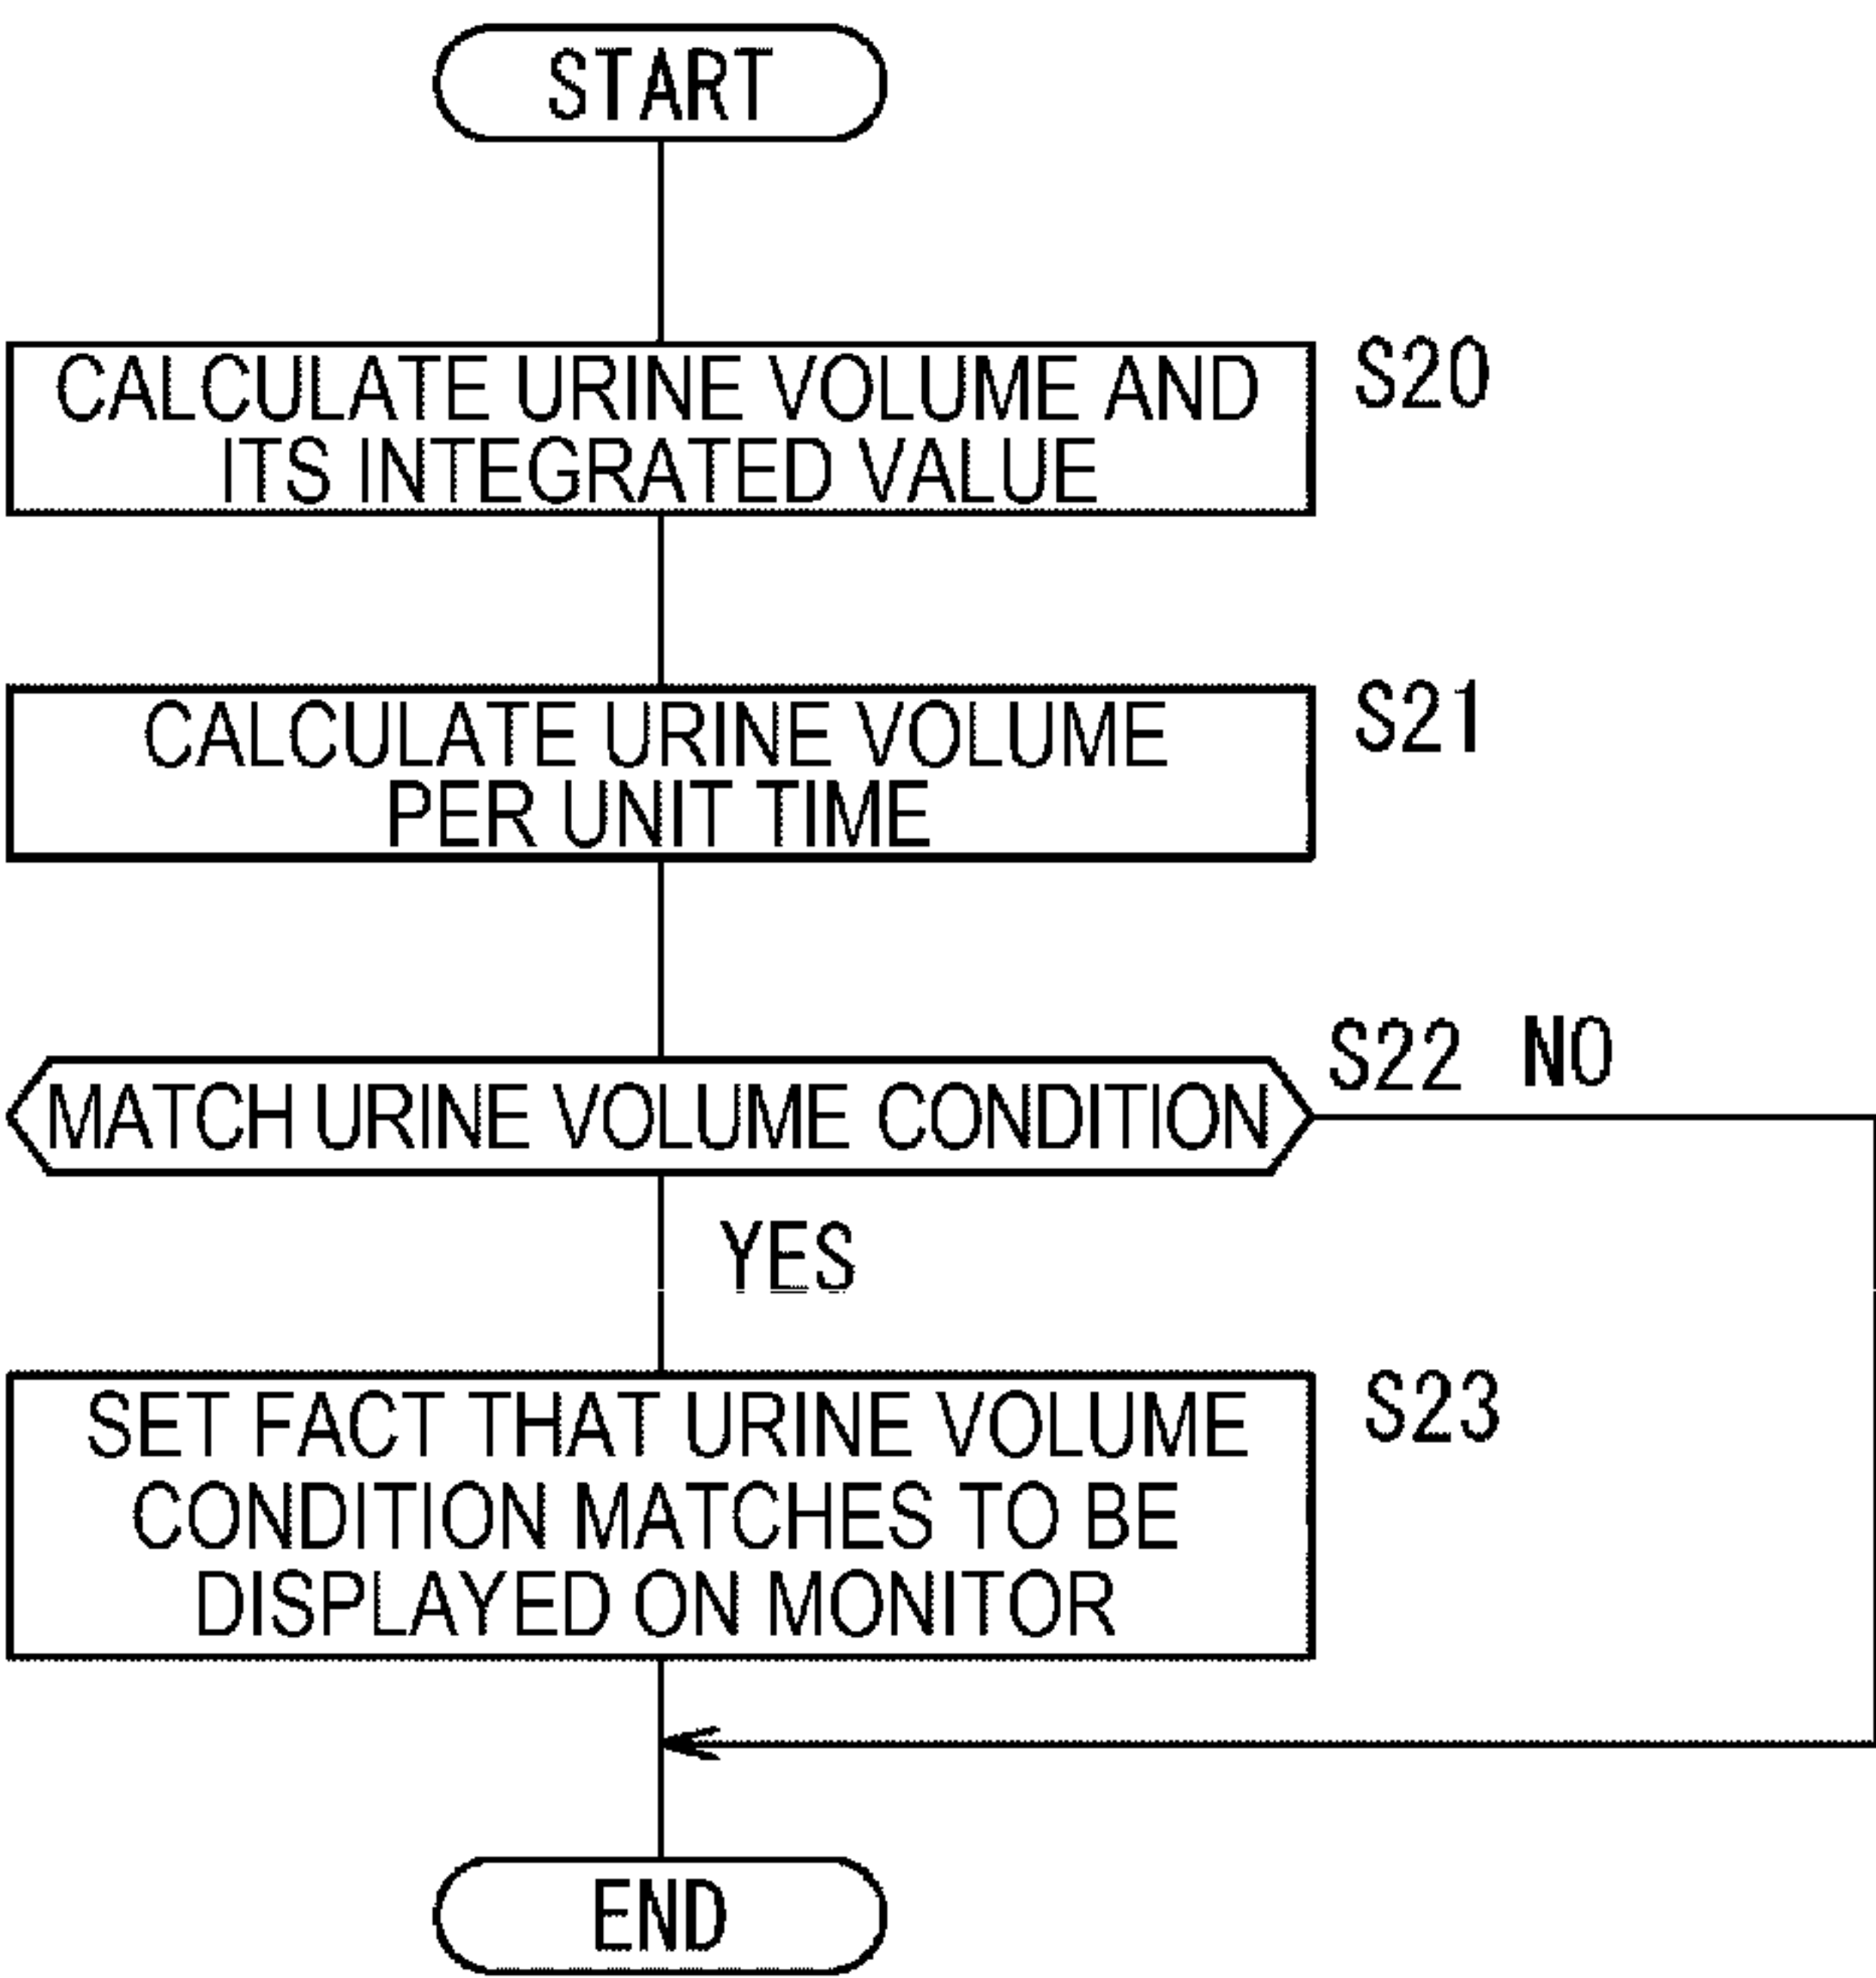 START
CALCULATE URINE VOLUME AND
ITS INTEGRATED VALUE
S20
CALCULATE URINE VOLUME
PER UNIT TIME
S21
MATCH URINE VOLUME CONDITION
S22 NO
YES
SET FACT THAT URINE VOLUME
CONDITION MATCHES TO BE
DISPLAYED ON MONITOR
S23
END